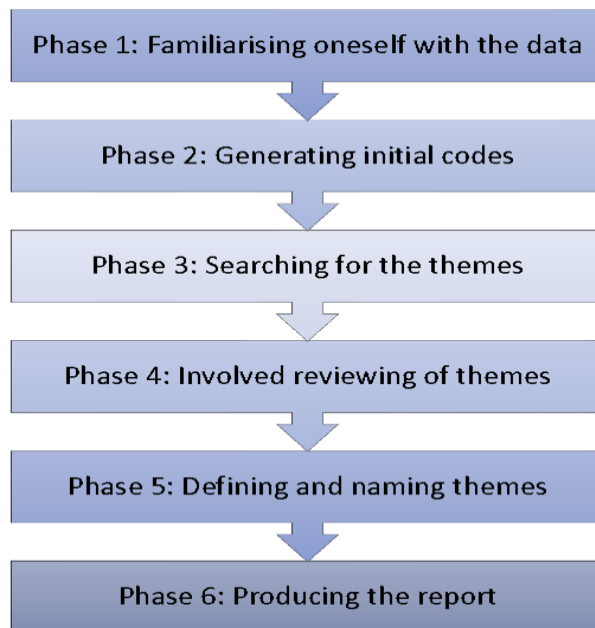 Phase 1: Familiarising oneself with the data
Phase 2: Generating initial codes
Phase 3: Searching for the themes
Phase 4: Involved reviewing of themes
Phase 5: Defining and naming themes
Phase 6: Producing the report